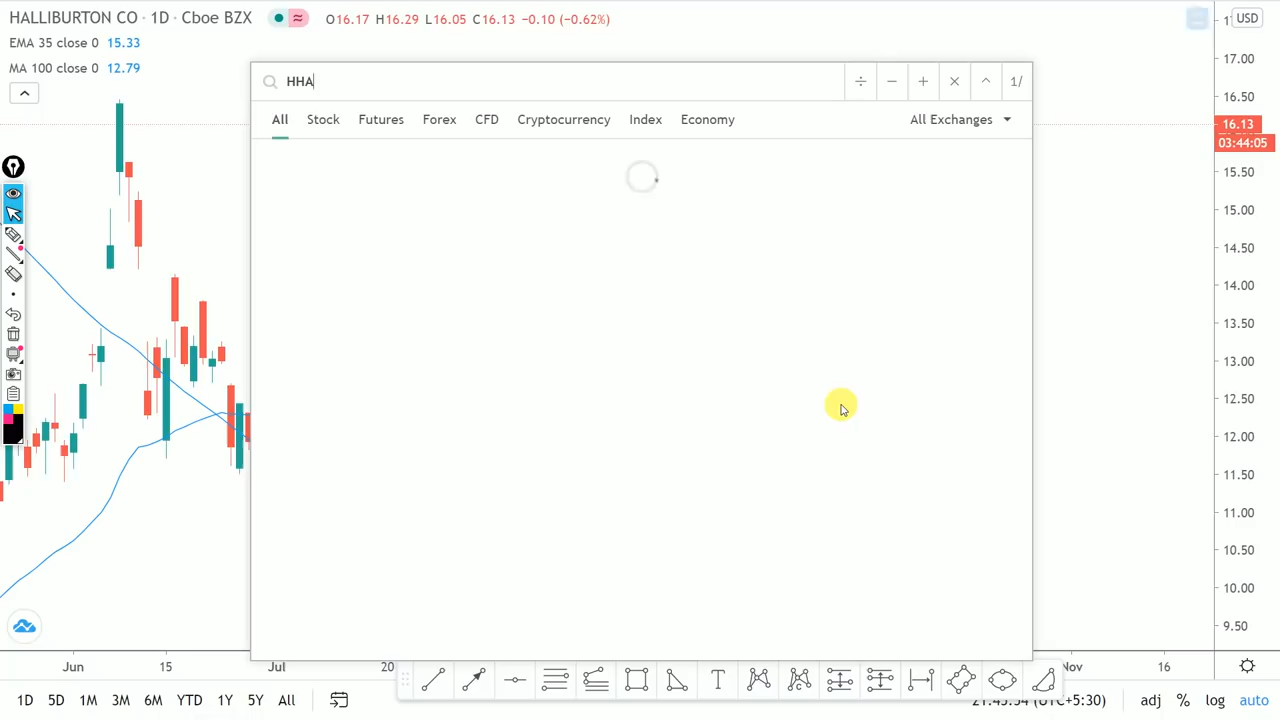 HALLIBURTON CO · 1D · Cboe BZX
O16.17 H16.29 L16.05 C16.13 −0.10 (−0.62%)
EMA 35 close 0 15.33
MA 100 close 0 12.79
HHA
÷ − + × ^ 1/
All Stock Futures Forex CFD Cryptocurrency Index Economy All Exchanges
USD
17.00
16.50
16.13
03:44:05
15.50
15.00
14.50
14.00
13.50
13.00
12.50
12.00
11.50
11.00
10.50
10.00
9.50
Jun 15 Jul 20 Nov 16
1D 5D 1M 3M 6M YTD 1Y 5Y All
(UTC+5:30) adj % log auto